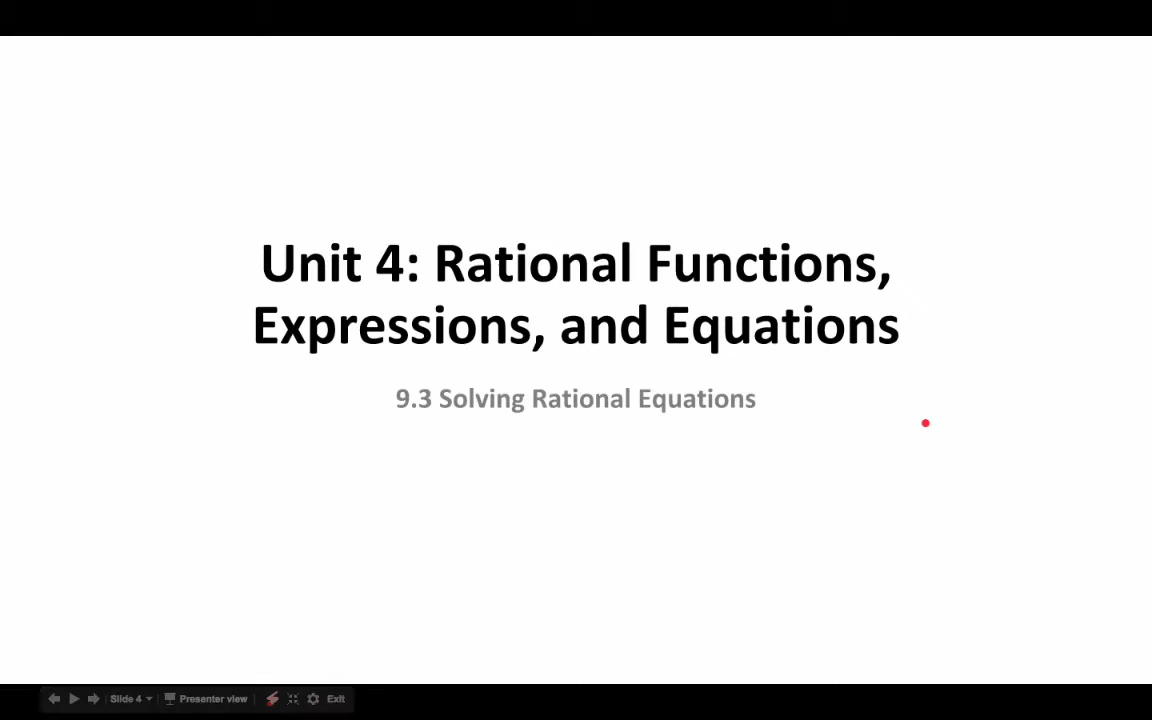 Unit 4: Rational Functions,
Expressions, and Equations
9.3 Solving Rational Equations
Slide 4 Presenter view Exit